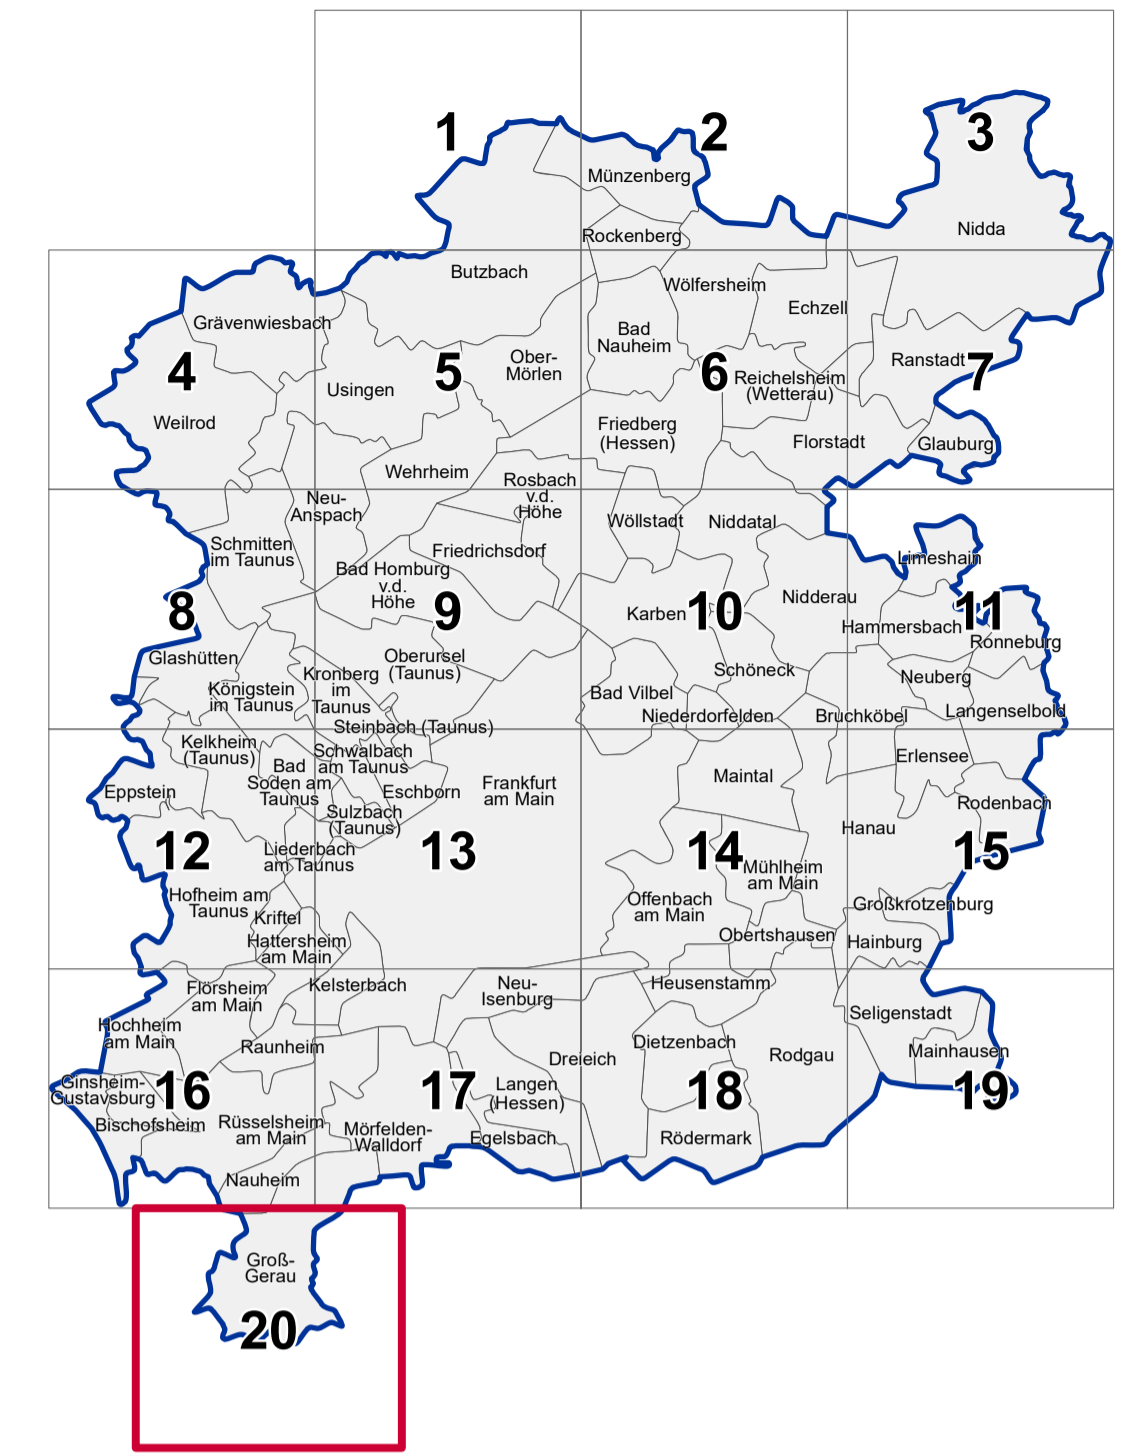 1
2
3
Münzenberg
Nidda
Rockenberg
Butzbach
Wölfersheim
Echzell
Grävenwiesbach
Bad
Nauheim
Ober-
Mörlen
4
5
6
7
Ranstadt
Usingen
Reichelsheim
(Wetterau)
Weilrod
Friedberg
(Hessen)
Florstadt
Glauburg
Wehrheim
Rosbach
v.d.
Höhe
Neu-
Anspach
Wöllstadt
Niddatal
Schmitten
im Taunus
Friedrichsdorf
Limeshain
Bad Homburg
v.d.
Höhe
8
9
10
11
Nidderau
Karben
Hammersbach
Ronneburg
Glashütten
Oberursel
(Taunus)
Schöneck
Neuberg
Königstein
im Taunus
Kronberg
im
Taunus
Bad Vilbel
Niederdorfelden
Bruchköbel
Langenselbold
Steinbach (Taunus)
Kelkheim
(Taunus)
Schwalbach
am Taunus
Erlensee
Bad
Soden am
Taunus
Maintal
Eppstein
Eschborn
Frankfurt
am Main
Rodenbach
Sulzbach
(Taunus)
Hanau
12
13
14
15
Liederbach
am Taunus
Mühlheim
am Main
Hofheim am
Taunus
Offenbach
am Main
Großkrotzenburg
Kriftel
Obertshausen
Hainburg
Hattersheim
am Main
Flörsheim
am Main
Kelsterbach
Neu-
Isenburg
Heusenstamm
Seligenstadt
Hochheim
am Main
Raunheim
Dietzenbach
Rodgau
Mainhausen
Dreieich
Ginsheim-
Gustavsburg
16
17
18
19
Langen
(Hessen)
Bischofsheim
Rüsselsheim
am Main
Mörfelden-
Walldorf
Egelsbach
Rödermark
Nauheim
Groß-
Gerau
20